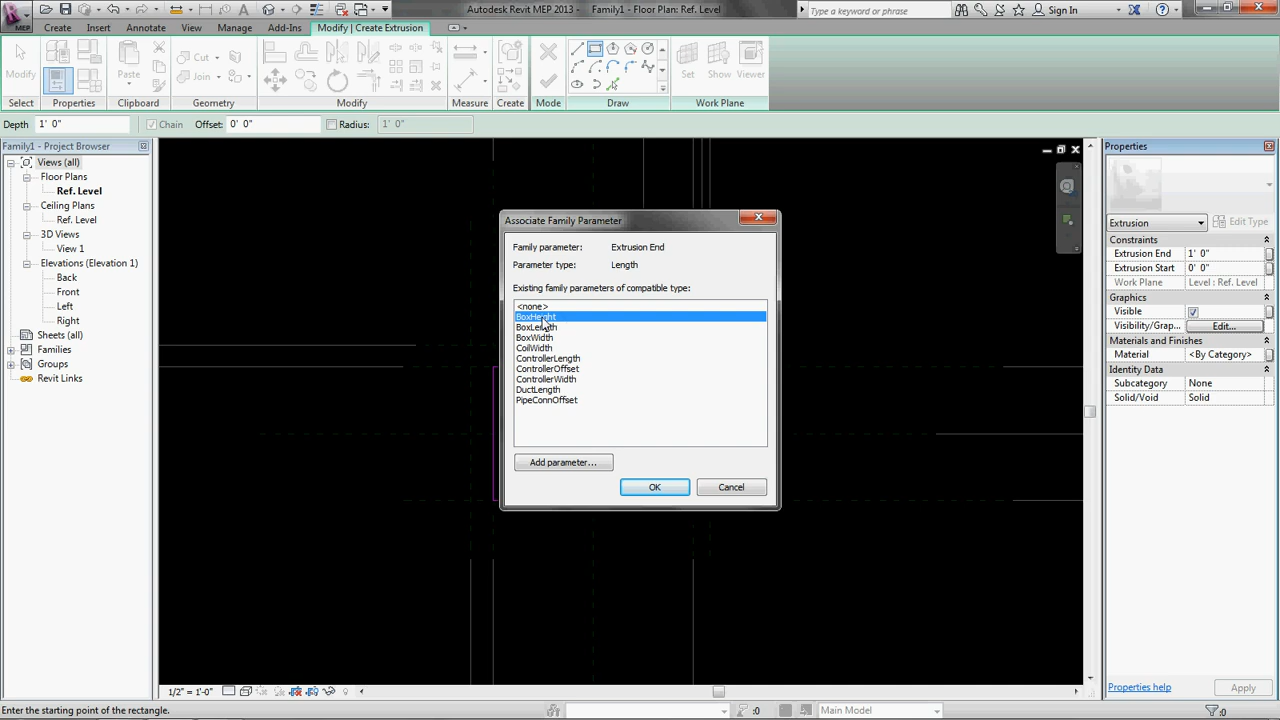 Autodesk Revit MEP 2013 - Family1 - Floor Plan: Ref. Level
Type a keyword or phrase
Sign In
MEP
Create Insert Annotate View Manage Add-Ins Modify | Create Extrusion
Modify
Paste
Cut
Join
Set Show Viewer
Select Properties Clipboard Geometry Modify Measure Create Mode Draw Work Plane
Depth 1' 0" Chain Offset: 0' 0" Radius: 1' 0"
Family1 - Project Browser
Views (all)
Floor Plans
Ref. Level
Ceiling Plans
Ref. Level
3D Views
View 1
Elevations (Elevation 1)
Back
Front
Left
Right
Sheets (all)
Families
Groups
Revit Links
Associate Family Parameter
Family parameter: Extrusion End
Parameter type: Length
Existing family parameters of compatible type:
<none>
BoxHeight
BoxLength
BoxWidth
CoilWidth
ControllerLength
ControllerOffset
ControllerWidth
DuctLength
PipeConnOffset
Add parameter...
OK Cancel
Properties
Extrusion Edit Type
Constraints
Extrusion End 1' 0"
Extrusion Start 0' 0"
Work Plane Level : Ref. Level
Graphics
Visible
Visibility/Grap... Edit...
Materials and Finishes
Material <By Category>
Identity Data
Subcategory None
Solid/Void Solid
Properties help Apply
1/2" = 1'-0"
Enter the starting point of the rectangle.
:0 Main Model :0